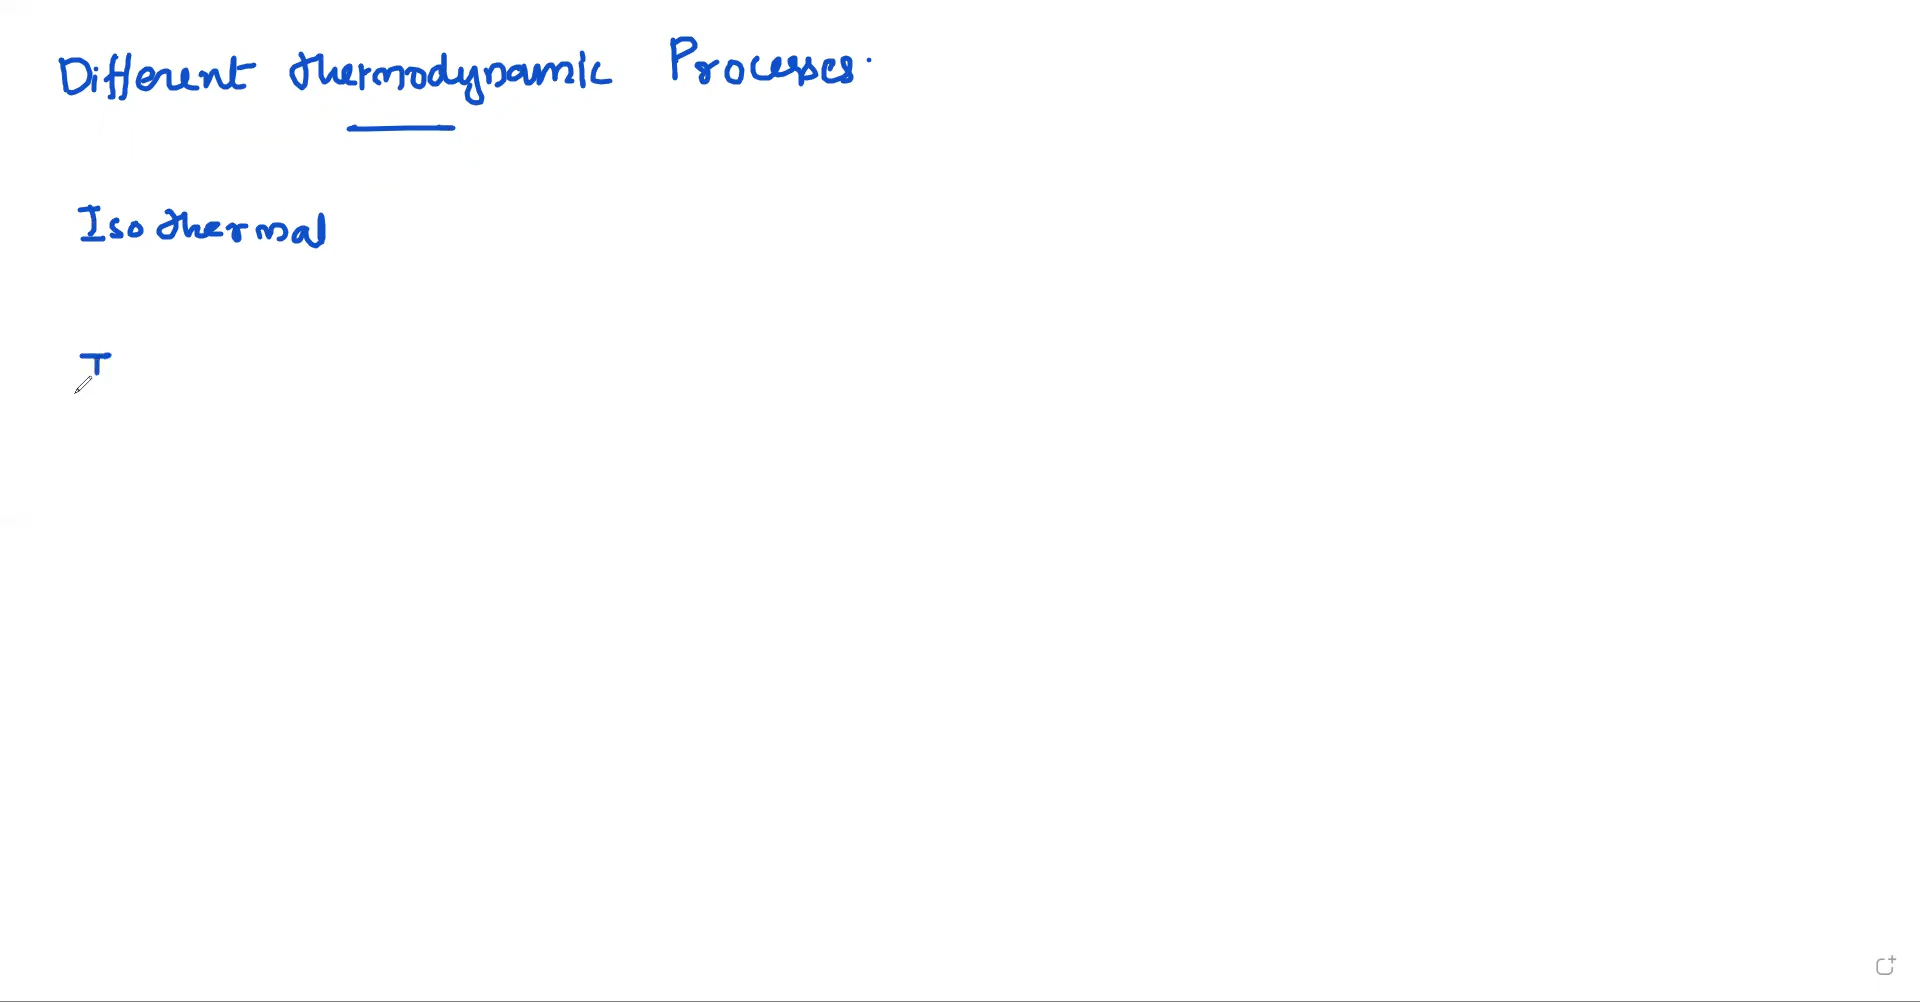 Different thermodynamic Processes.
Isothermal
I